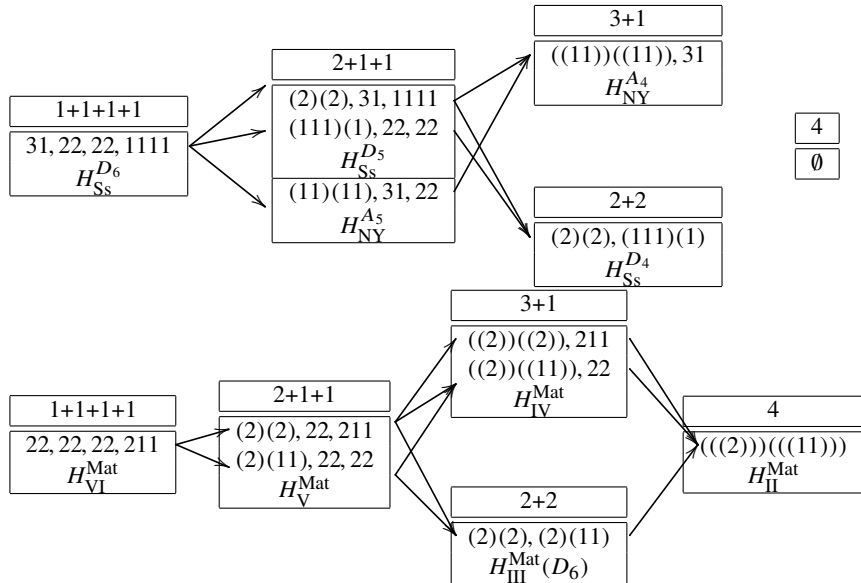 3+1
((11))((11)), 31
H_{NY}^{A_4}
2+1+1
(2)(2), 31, 1111
(111)(1), 22, 22
H_{Ss}^{D_5}
(11)(11), 31, 22
H_{NY}^{A_5}
1+1+1+1
31, 22, 22, 1111
H_{Ss}^{D_6}
4
∅
2+2
(2)(2), (111)(1)
H_{Ss}^{D_4}
3+1
((2))((2)), 211
((2))((11)), 22
H_{IV}^{Mat}
2+1+1
(2)(2), 22, 211
(2)(11), 22, 22
H_{V}^{Mat}
1+1+1+1
22, 22, 22, 211
H_{VI}^{Mat}
4
(((2)))(((11)))
H_{II}^{Mat}
2+2
(2)(2), (2)(11)
H_{III}^{Mat}(D_6)